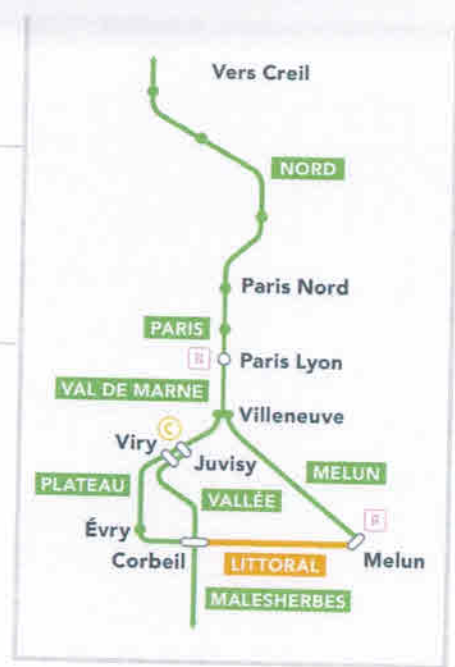 Vers Creil
NORD
Paris Nord
PARIS
R
Paris Lyon
VAL DE MARNE
Villeneuve
C
Viry
Juvisy
MELUN
PLATEAU
VALLÉE
R
Évry
Corbeil
LITTORAL
Melun
MALESHERBES